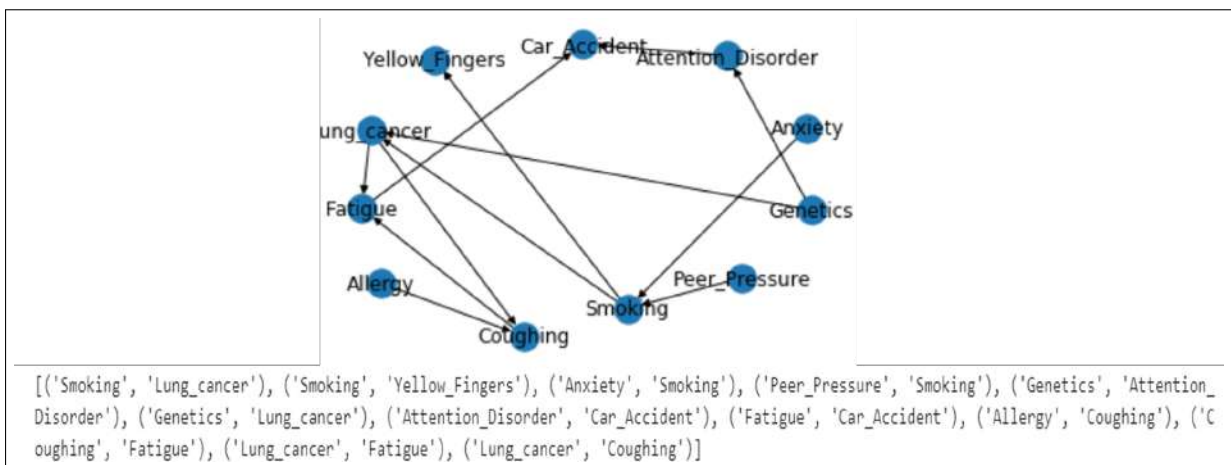 Car_Accident
Yellow_Fingers
Attention_Disorder
ung_cancer
Anxiety
Fatigue
Genetics
Allergy
Peer_Pressure
Smoking
Coughing
[('Smoking', 'Lung_cancer'), ('Smoking', 'Yellow_Fingers'), ('Anxiety', 'Smoking'), ('Peer_Pressure', 'Smoking'), ('Genetics', 'Attention_
Disorder'), ('Genetics', 'Lung_cancer'), ('Attention_Disorder', 'Car_Accident'), ('Fatigue', 'Car_Accident'), ('Allergy', 'Coughing'), ('C
oughing', 'Fatigue'), ('Lung_cancer', 'Fatigue'), ('Lung_cancer', 'Coughing')]